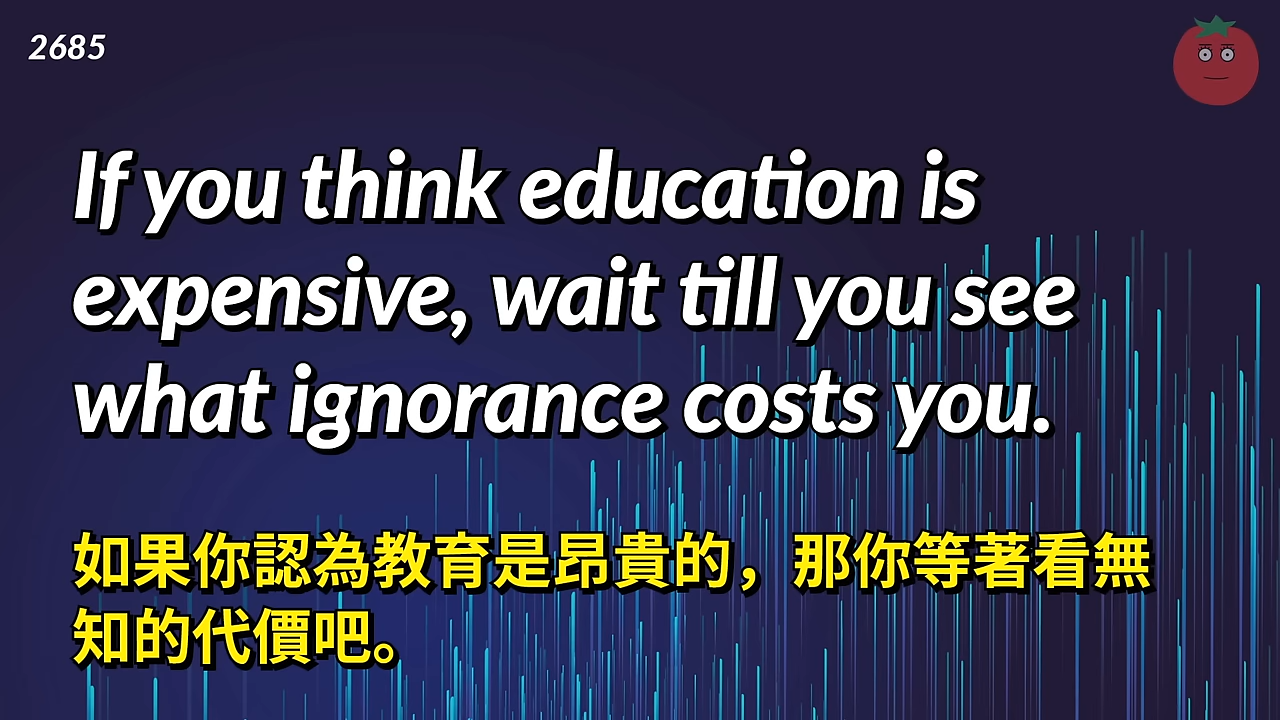 2685
If you think education is
expensive, wait till you see
what ignorance costs you.
如果你認為教育是昂貴的，那你等著看無
知的代價吧。